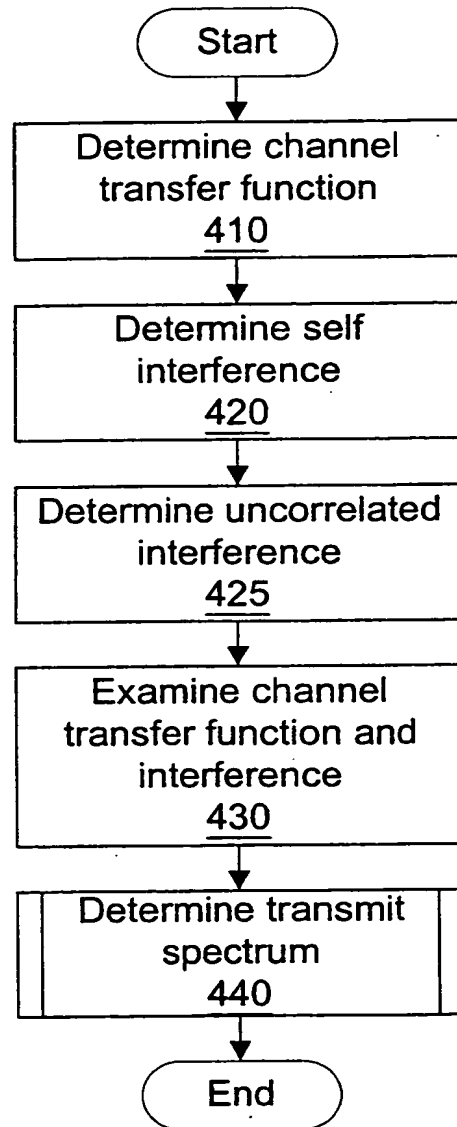 Start
Determine channel
transfer function
410
Determine self
interference
420
Determine uncorrelated
interference
425
Examine channel
transfer function and
interference
430
Determine transmit
spectrum
440
End